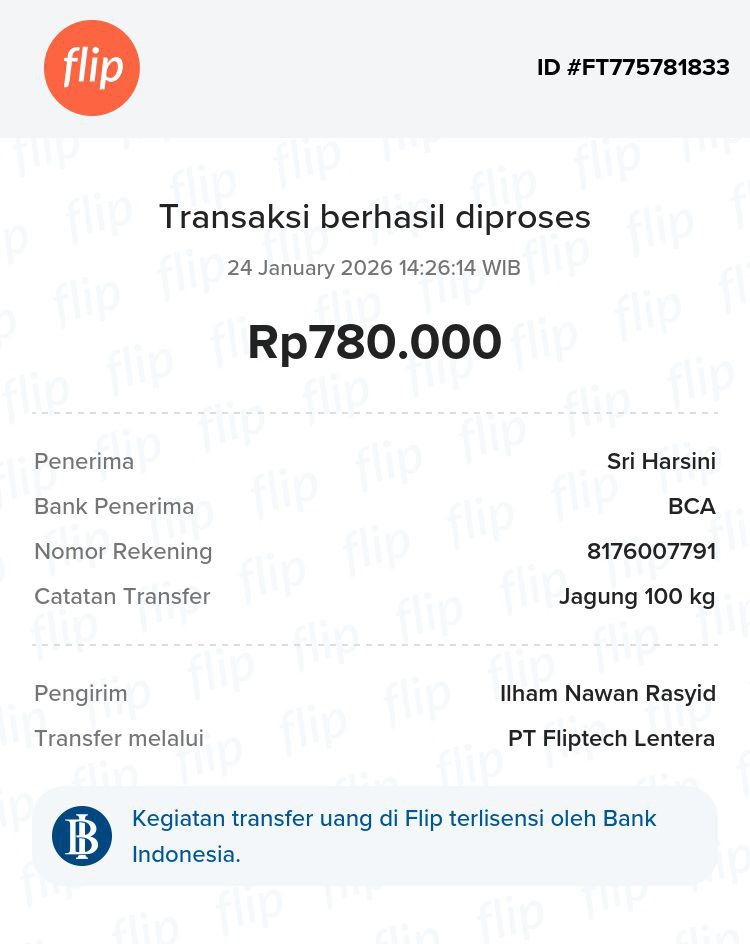 flip
ID #FT775781833
Transaksi berhasil diproses
24 January 2026 14:26:14 WIB
Rp780.000
Penerima Sri Harsini
Bank Penerima BCA
Nomor Rekening 8176007791
Catatan Transfer Jagung 100 kg
Pengirim Ilham Nawan Rasyid
Transfer melalui PT Fliptech Lentera
Kegiatan transfer uang di Flip terlisensi oleh Bank
Indonesia.